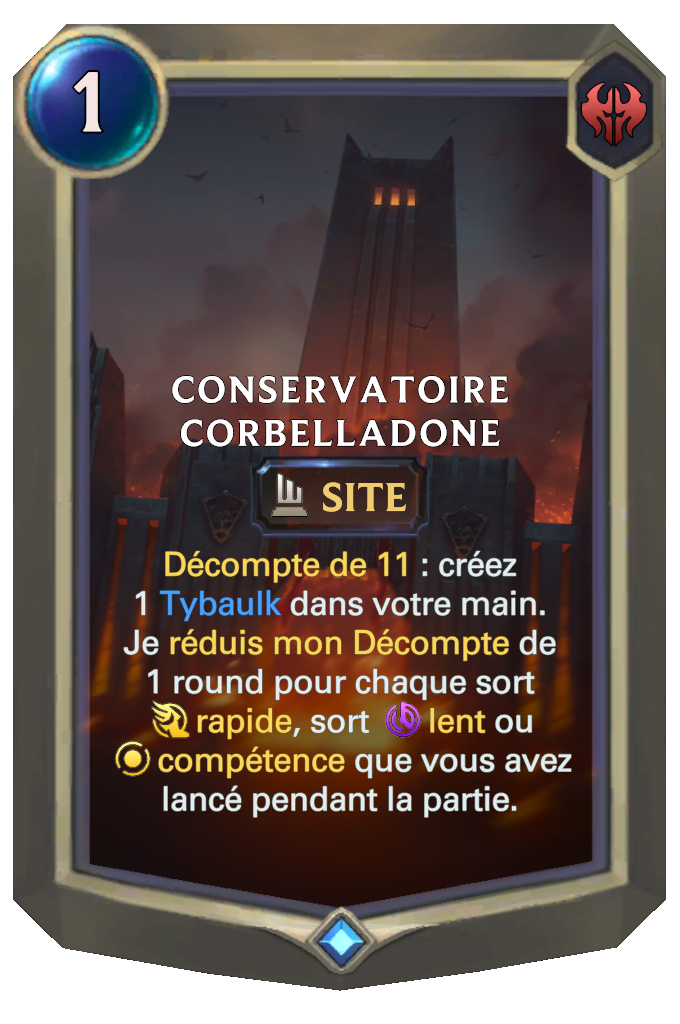 1
CONSERVATOIRE
CORBELLADONE
SITE
Décompte de 11 : créez
1 Tybaulk dans votre main.
Je réduis mon Décompte de
1 round pour chaque sort
rapide, sort lent ou
compétence que vous avez
lancé pendant la partie.